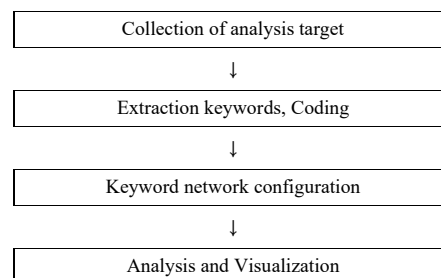 Collection of analysis target
↓
Extraction keywords, Coding
↓
Keyword network configuration
↓
Analysis and Visualization